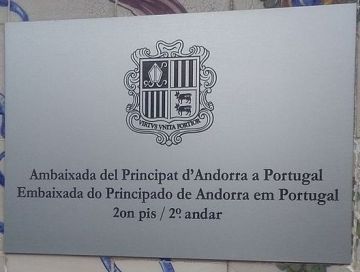 VIRTVS VNITA FORTIOR
Ambaixada del Principat d'Andorra a Portugal
Embaixada do Principado de Andorra em Portugal
2on pis / 2º. andar